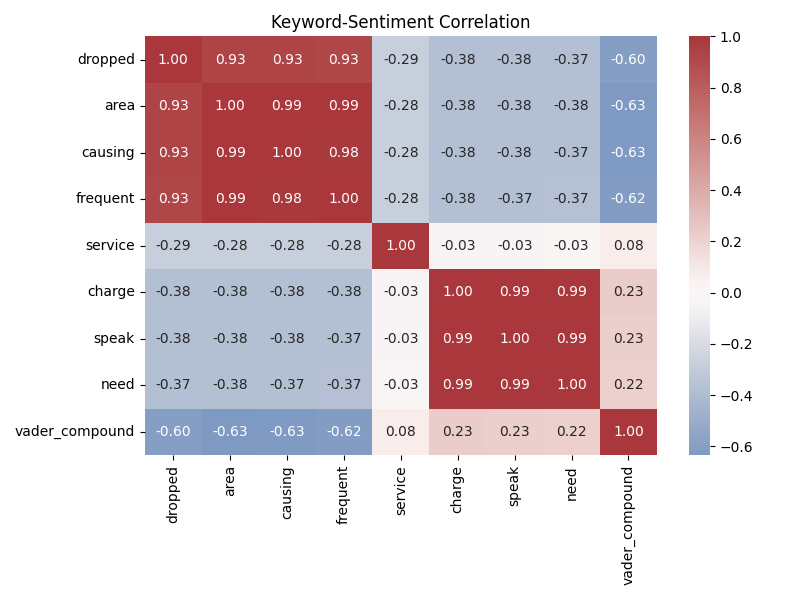 Keyword-Sentiment Correlation
dropped 1.00 0.93 0.93 0.93 -0.29 -0.38 -0.38 -0.37 -0.60
area 0.93 1.00 0.99 0.99 -0.28 -0.38 -0.38 -0.38 -0.63
causing 0.93 0.99 1.00 0.98 -0.28 -0.38 -0.38 -0.37 -0.63
frequent 0.93 0.99 0.98 1.00 -0.28 -0.38 -0.37 -0.37 -0.62
service -0.29 -0.28 -0.28 -0.28 1.00 -0.03 -0.03 -0.03 0.08
charge -0.38 -0.38 -0.38 -0.38 -0.03 1.00 0.99 0.99 0.23
speak -0.38 -0.38 -0.38 -0.37 -0.03 0.99 1.00 0.99 0.23
need -0.37 -0.38 -0.37 -0.37 -0.03 0.99 0.99 1.00 0.22
vader_compound -0.60 -0.63 -0.63 -0.62 0.08 0.23 0.23 0.22 1.00
dropped area causing frequent service charge speak need vader_compound
1.0
0.8
0.6
0.4
0.2
0.0
−0.2
−0.4
−0.6